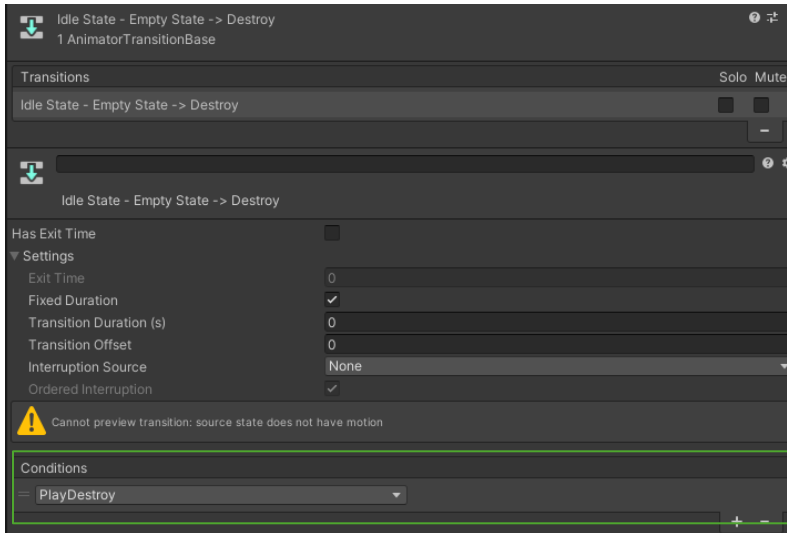 Idle State - Empty State -> Destroy
1 AnimatorTransitionBase
Transitions Solo Mute
Idle State - Empty State -> Destroy
Idle State - Empty State -> Destroy
Has Exit Time
Settings
Exit Time 0
Fixed Duration
Transition Duration (s) 0
Transition Offset 0
Interruption Source None
Ordered Interruption
Cannot preview transition: source state does not have motion
Conditions
PlayDestroy